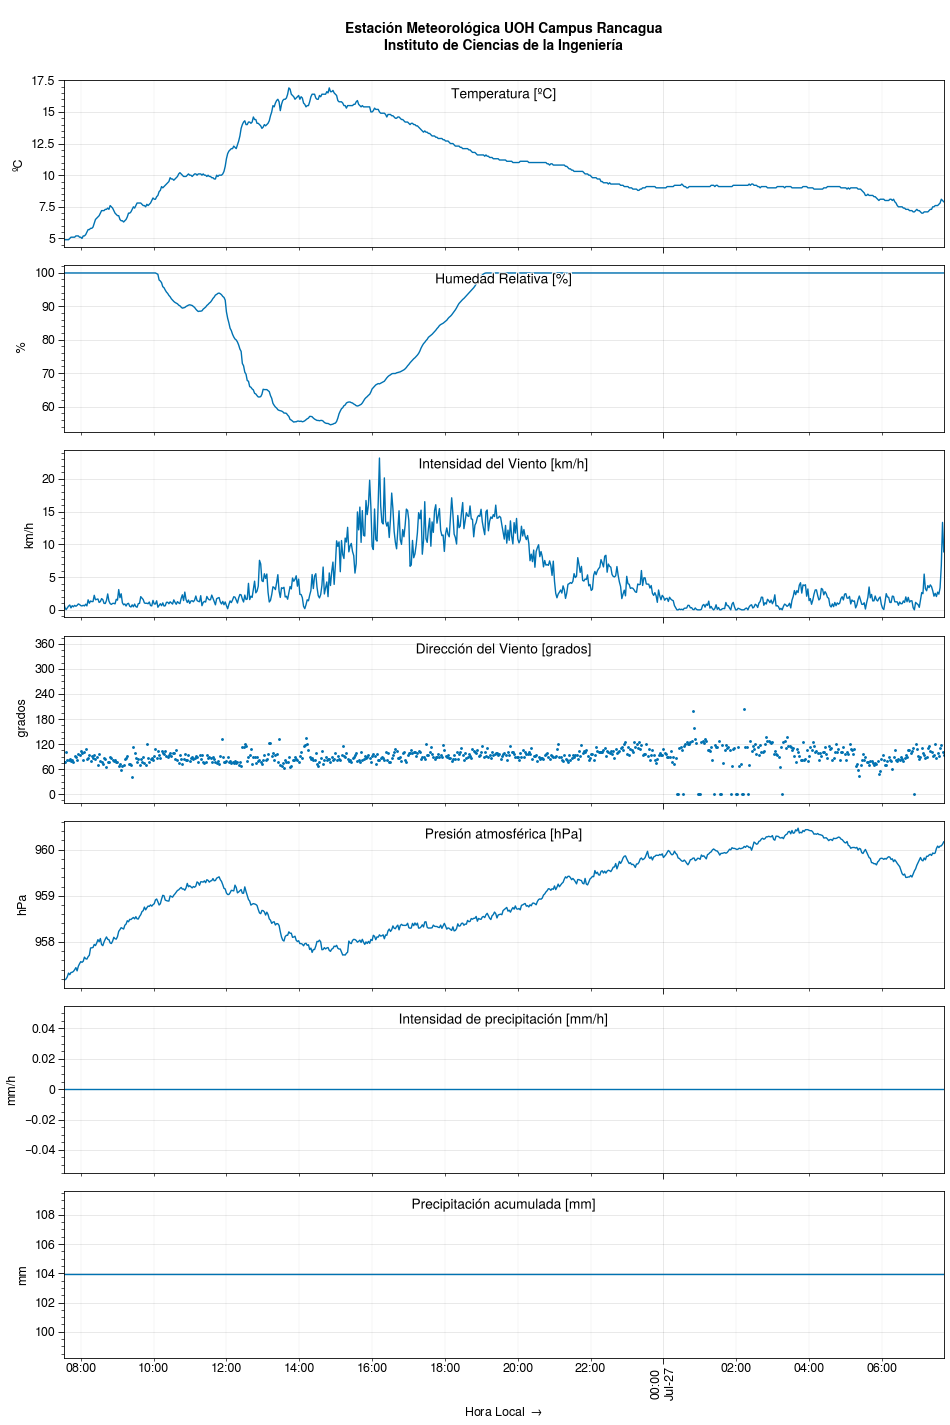 Estación Meteorológica UOH Campus Rancagua
Instituto de Ciencias de la Ingeniería
Temperatura [ºC]
17.5
15
12.5
10
7.5
5
ºC
Humedad Relativa [%]
100
90
80
70
60
%
Intensidad del Viento [km/h]
20
15
10
5
0
km/h
Dirección del Viento [grados]
360
300
240
180
120
60
0
grados
Presión atmosférica [hPa]
960
959
958
hPa
Intensidad de precipitación [mm/h]
0.04
0.02
0
−0.02
−0.04
mm/h
Precipitación acumulada [mm]
108
106
104
102
100
mm
08:00 10:00 12:00 14:00 16:00 18:00 20:00 22:00 00:00 02:00 04:00 06:00
Jul-27
Hora Local →